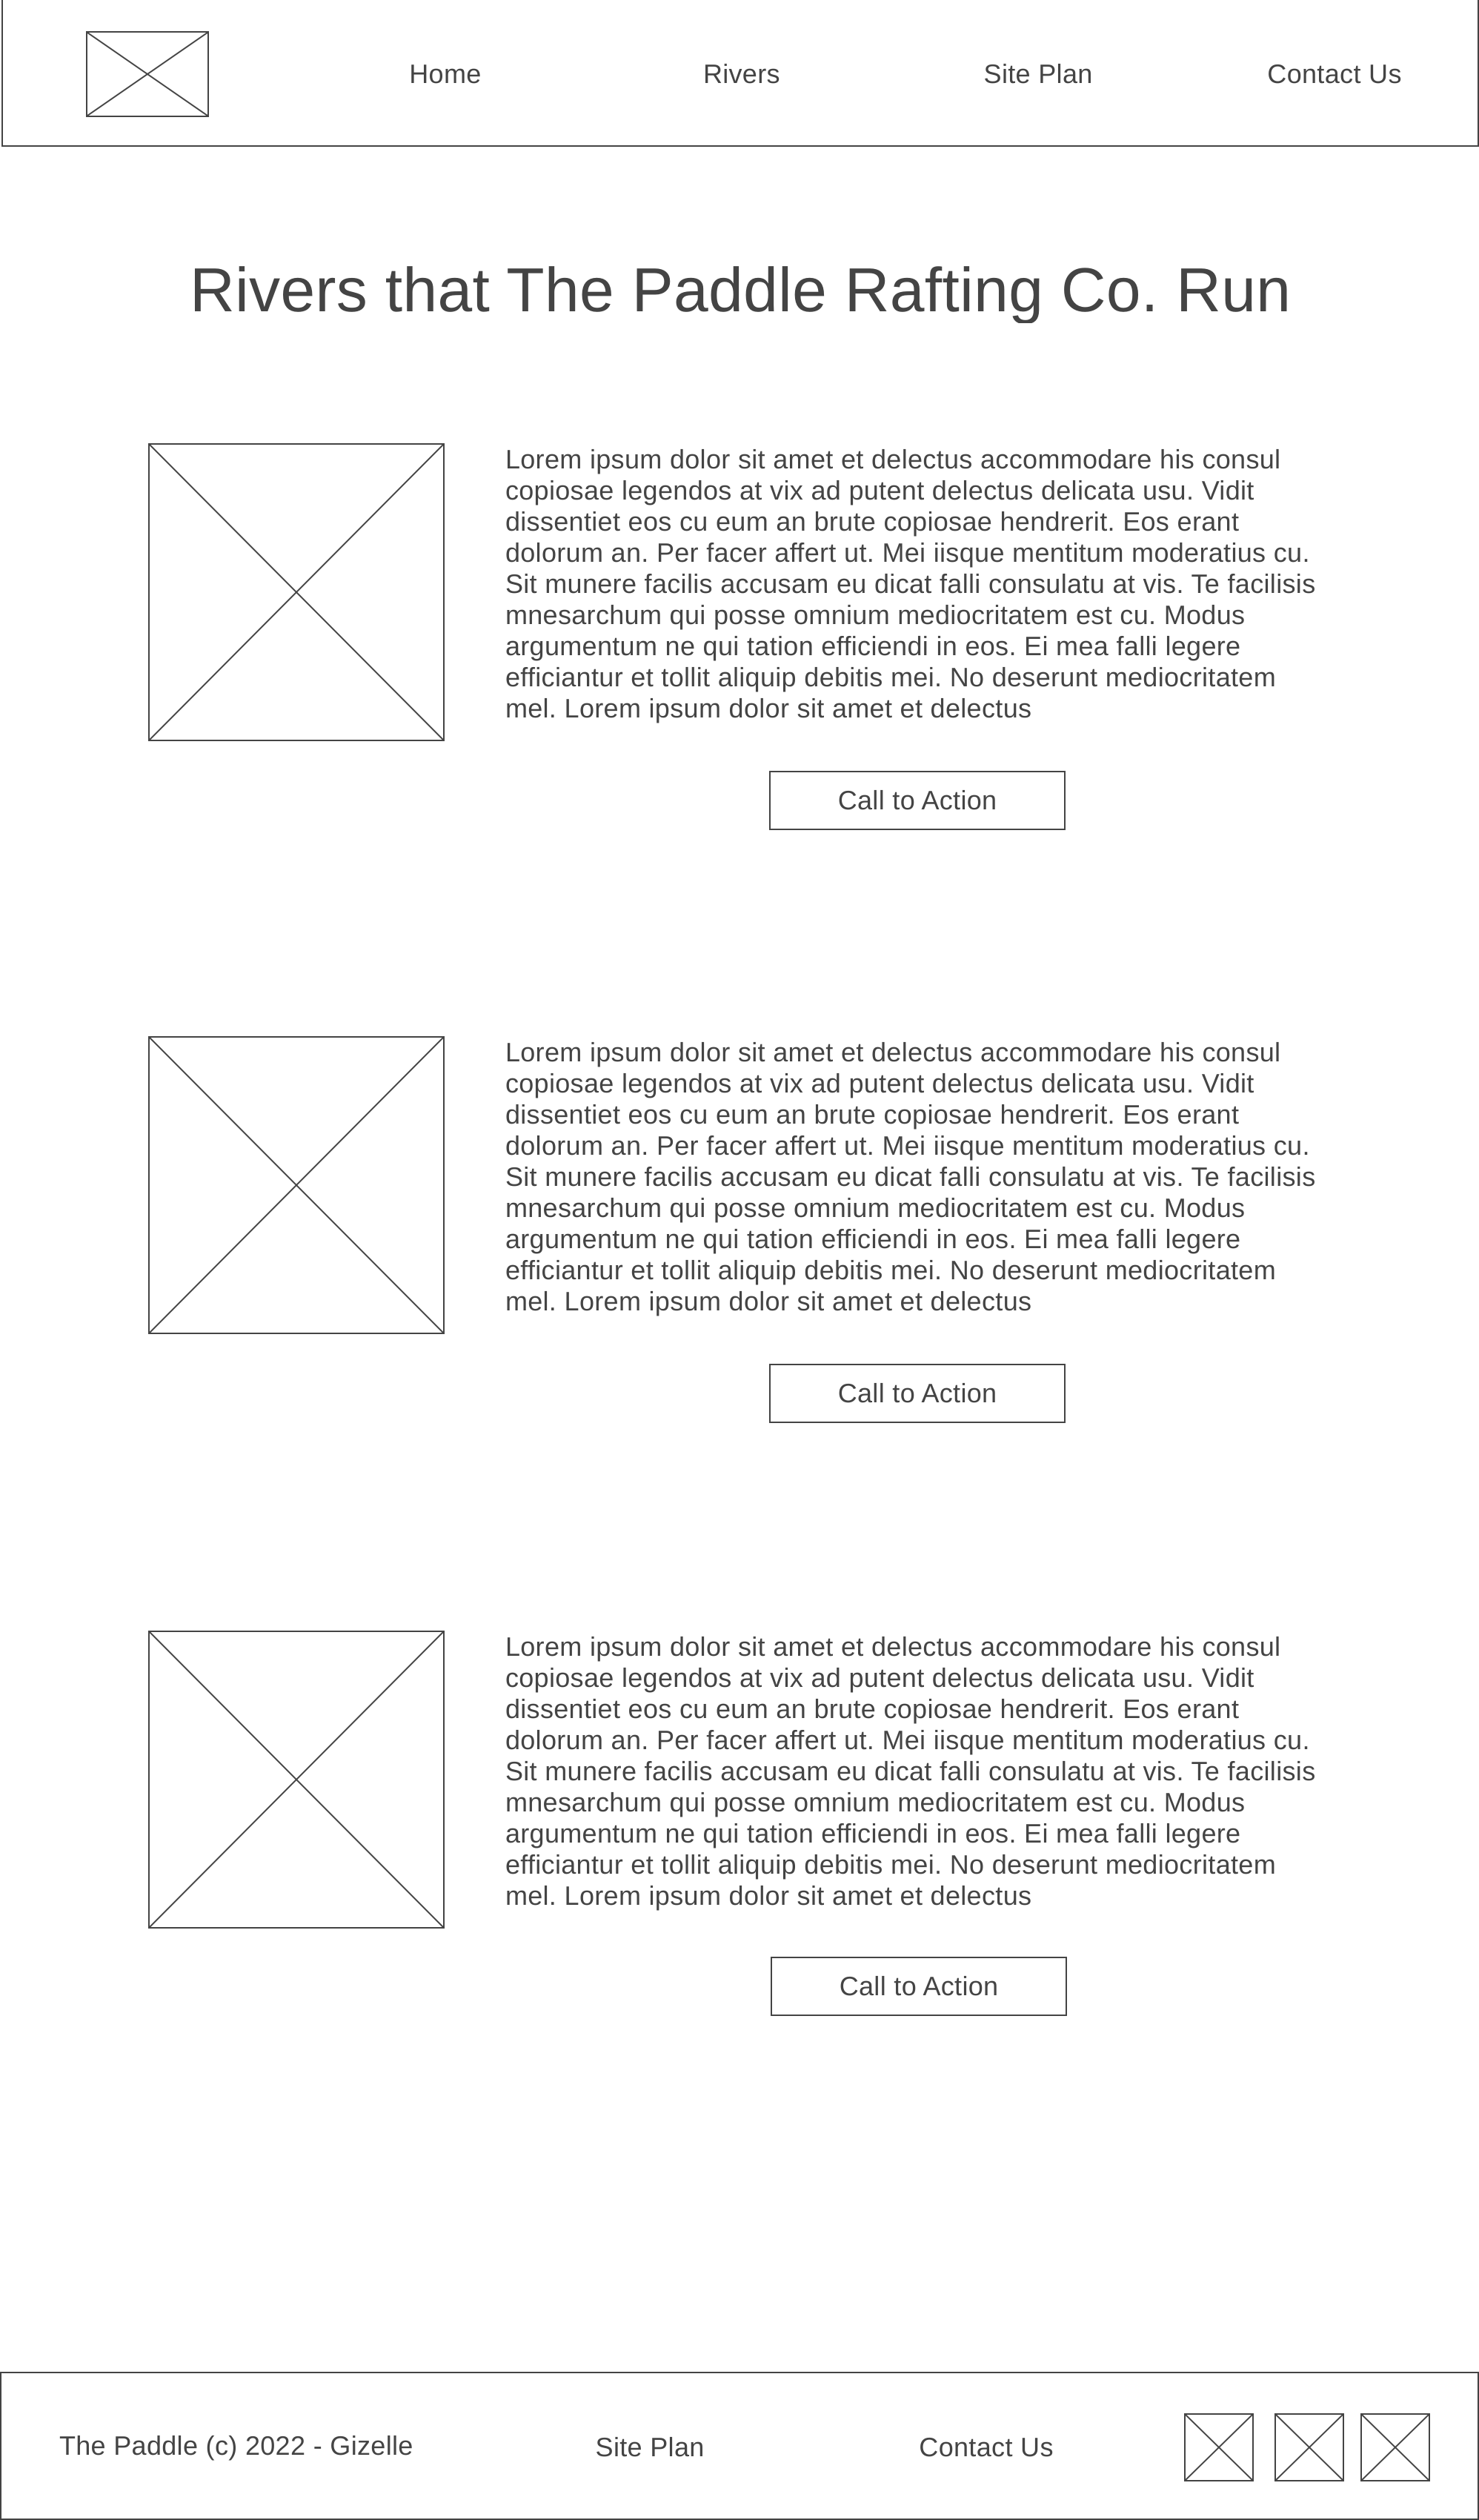 Home Rivers Site Plan Contact Us
Rivers that The Paddle Rafting Co. Run
Lorem ipsum dolor sit amet et delectus accommodare his consul
copiosae legendos at vix ad putent delectus delicata usu. Vidit
dissentiet eos cu eum an brute copiosae hendrerit. Eos erant
dolorum an. Per facer affert ut. Mei iisque mentitum moderatius cu.
Sit munere facilis accusam eu dicat falli consulatu at vis. Te facilisis
mnesarchum qui posse omnium mediocritatem est cu. Modus
argumentum ne qui tation efficiendi in eos. Ei mea falli legere
efficiantur et tollit aliquip debitis mei. No deserunt mediocritatem
mel. Lorem ipsum dolor sit amet et delectus
Call to Action
Lorem ipsum dolor sit amet et delectus accommodare his consul
copiosae legendos at vix ad putent delectus delicata usu. Vidit
dissentiet eos cu eum an brute copiosae hendrerit. Eos erant
dolorum an. Per facer affert ut. Mei iisque mentitum moderatius cu.
Sit munere facilis accusam eu dicat falli consulatu at vis. Te facilisis
mnesarchum qui posse omnium mediocritatem est cu. Modus
argumentum ne qui tation efficiendi in eos. Ei mea falli legere
efficiantur et tollit aliquip debitis mei. No deserunt mediocritatem
mel. Lorem ipsum dolor sit amet et delectus
Call to Action
Lorem ipsum dolor sit amet et delectus accommodare his consul
copiosae legendos at vix ad putent delectus delicata usu. Vidit
dissentiet eos cu eum an brute copiosae hendrerit. Eos erant
dolorum an. Per facer affert ut. Mei iisque mentitum moderatius cu.
Sit munere facilis accusam eu dicat falli consulatu at vis. Te facilisis
mnesarchum qui posse omnium mediocritatem est cu. Modus
argumentum ne qui tation efficiendi in eos. Ei mea falli legere
efficiantur et tollit aliquip debitis mei. No deserunt mediocritatem
mel. Lorem ipsum dolor sit amet et delectus
Call to Action
The Paddle (c) 2022 - Gizelle Site Plan Contact Us